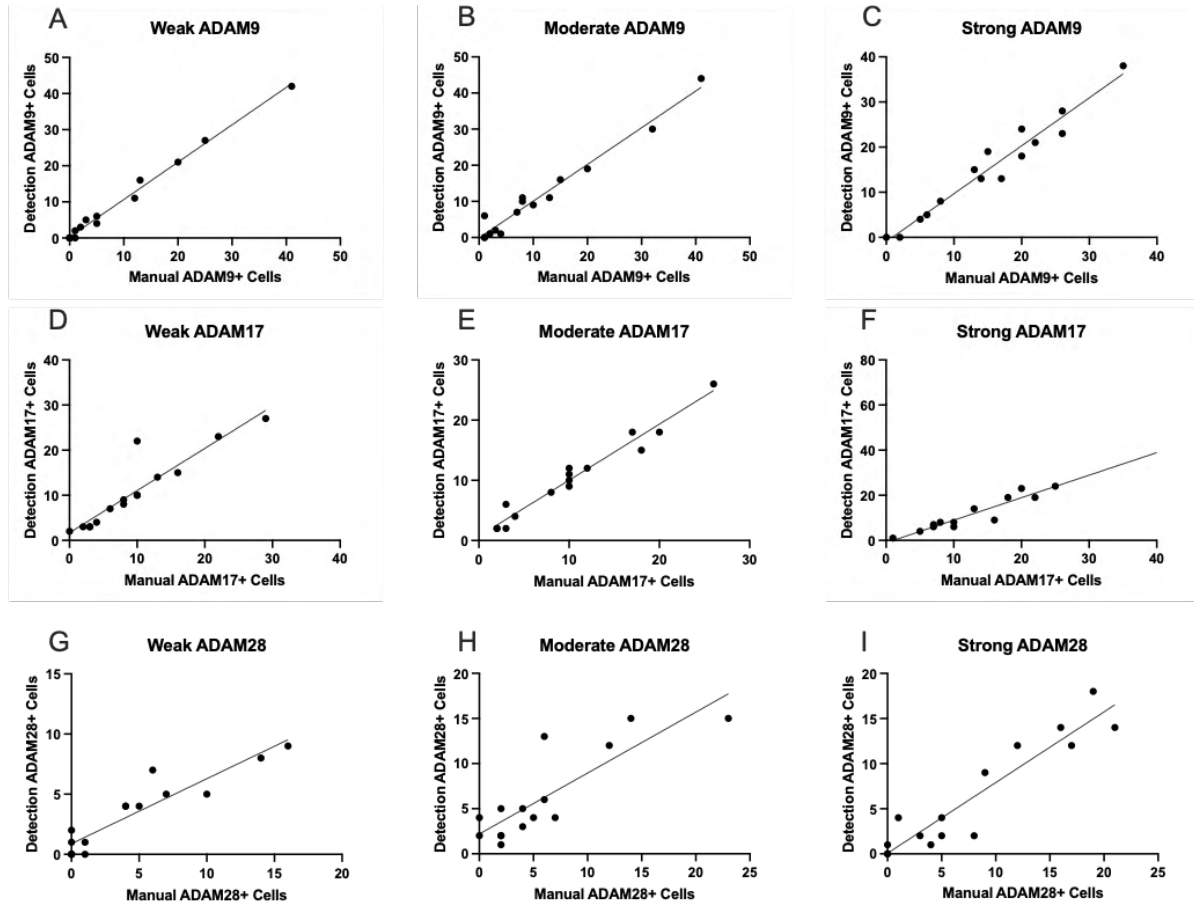 A
Weak ADAM9
Detection ADAM9+ Cells
50
40
30
20
10
0
0 10 20 30 40 50
Manual ADAM9+ Cells
B
Moderate ADAM9
Detection ADAM9+ Cells
50
40
30
20
10
0
0 10 20 30 40 50
Manual ADAM9+ Cells
C
Strong ADAM9
Detection ADAM9+ Cells
40
30
20
10
0
0 10 20 30 40
Manual ADAM9+ Cells
D
Weak ADAM17
Detection ADAM17+ Cells
40
30
20
10
0
0 10 20 30 40
Manual ADAM17+ Cells
E
Moderate ADAM17
Detection ADAM17+ Cells
30
20
10
0
0 10 20 30
Manual ADAM17+ Cells
F
Strong ADAM17
Detection ADAM17+ Cells
80
60
40
20
0
0 10 20 30 40
Manual ADAM17+ Cells
G
Weak ADAM28
Detection ADAM28+ Cells
15
10
5
0
0 5 10 15 20
Manual ADAM28+ Cells
H
Moderate ADAM28
Detection ADAM28+ Cells
20
15
10
5
0
0 5 10 15 20 25
Manual ADAM28+ Cells
I
Strong ADAM28
Detection ADAM28+ Cells
20
15
10
5
0
0 5 10 15 20 25
Manual ADAM28+ Cells